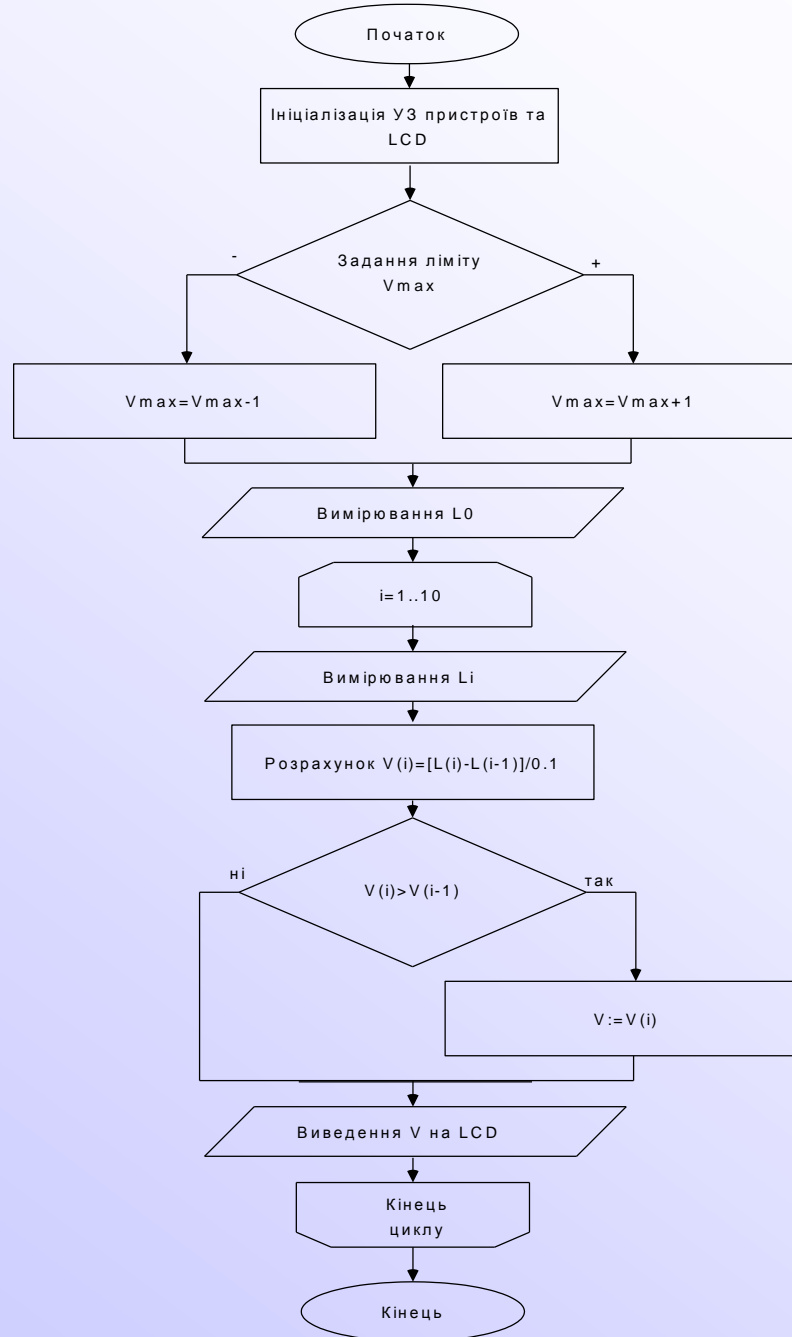 Початок
Ініціалізація УЗ пристроїв та
LCD
Задання ліміту
Vmax
-
+
Vmax=Vmax-1
Vmax=Vmax+1
Вимірювання L0
i=1..10
Вимірювання Li
Розрахунок V(i)=[L(i)-L(i-1)]/0.1
V(i)>V(i-1)
ні
так
V:=V(i)
Виведення V на LCD
Кінець
циклу
Кінець